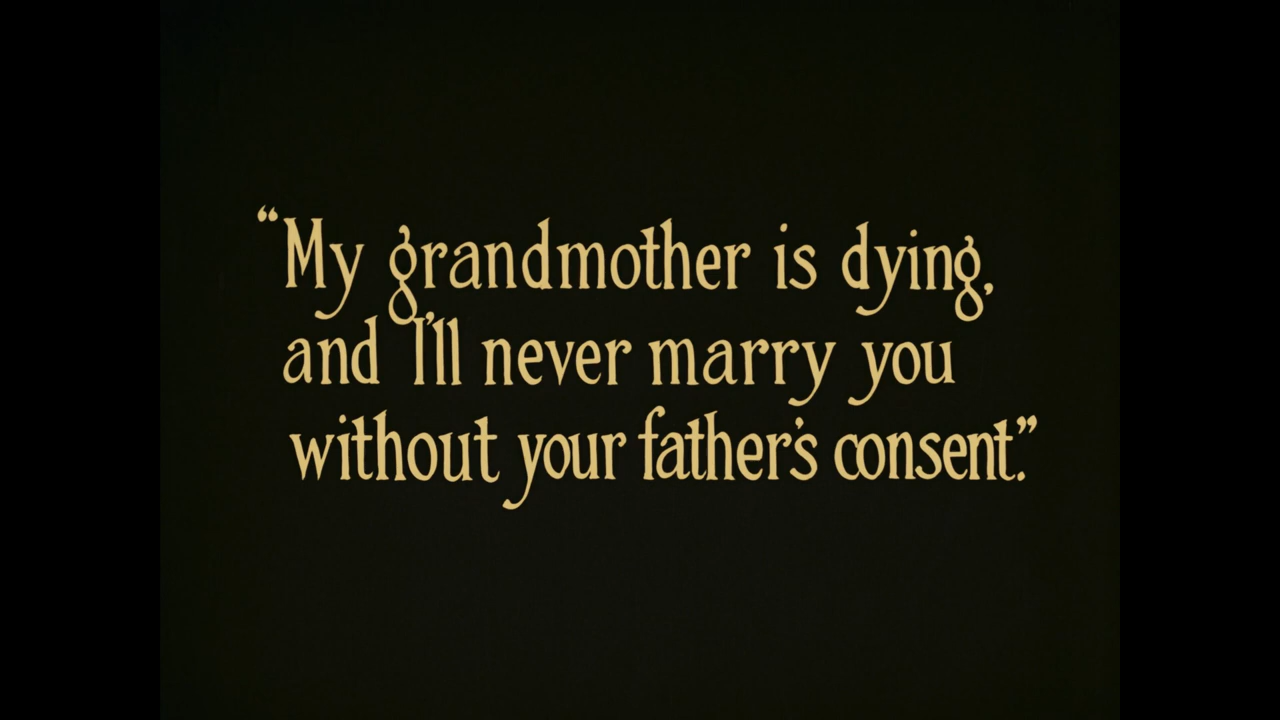 “My grandmother is dying,
and I'll never marry you
without your father's consent.”